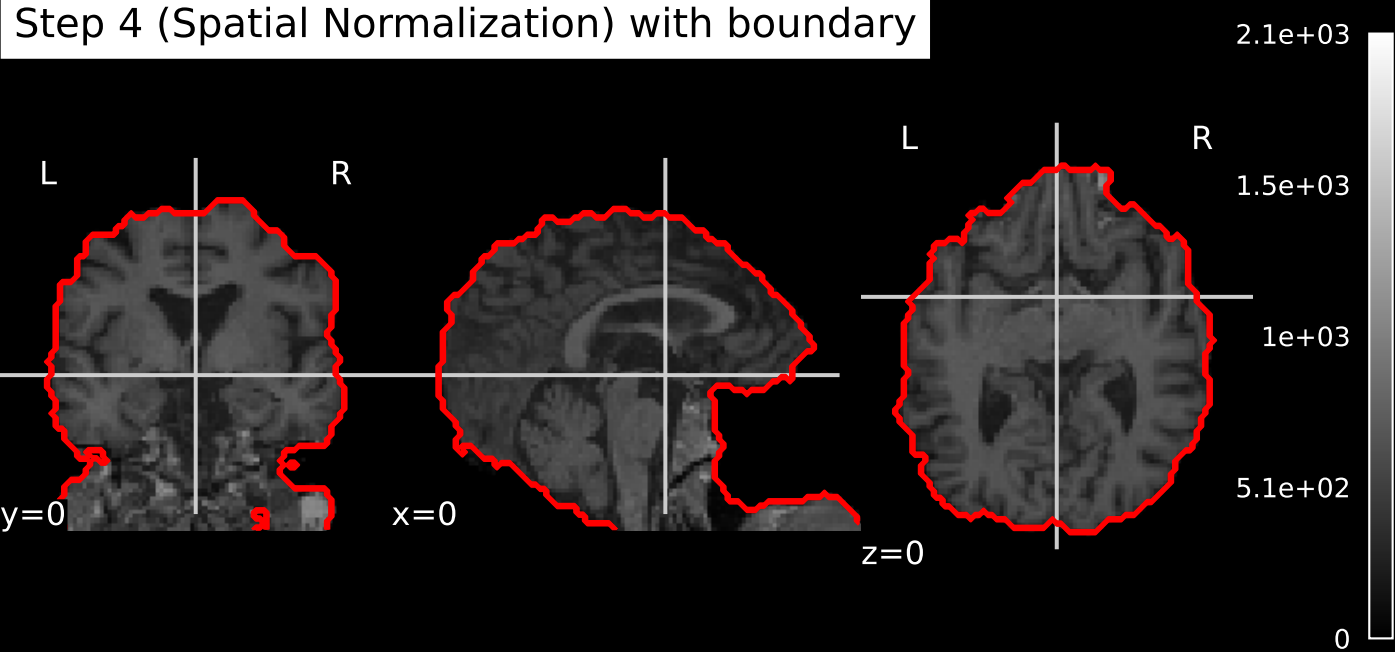 Step 4 (Spatial Normalization) with boundary
L R
y=0
x=0
L R
z=0
2.1e+03
1.5e+03
1e+03
5.1e+02
0